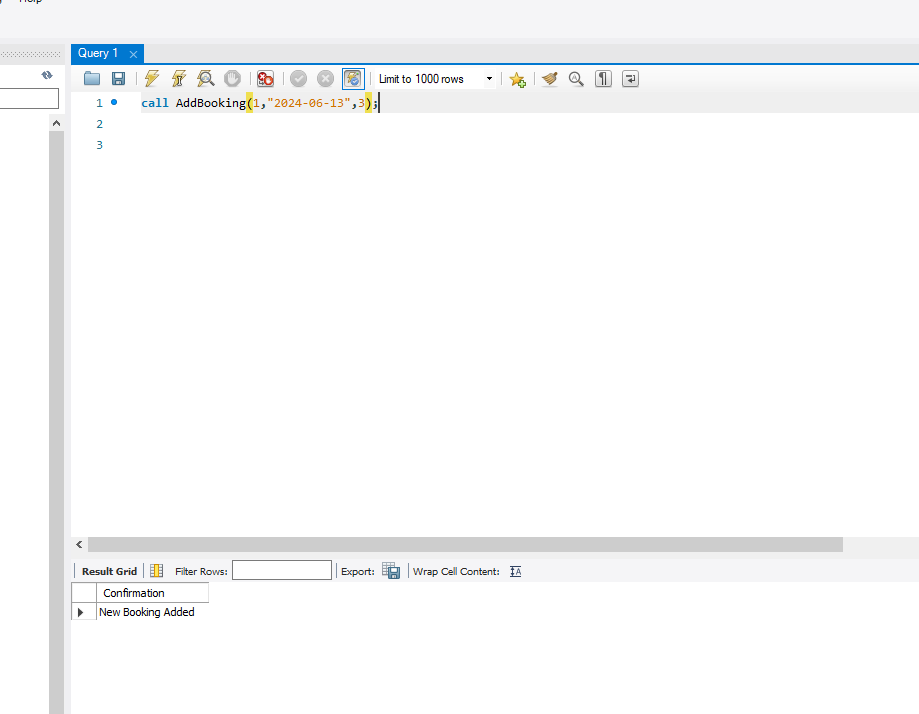 Help
Query 1
Limit to 1000 rows
1 call AddBooking(1,"2024-06-13",3);
2
3
Result Grid Filter Rows: Export: Wrap Cell Content:
Confirmation
New Booking Added